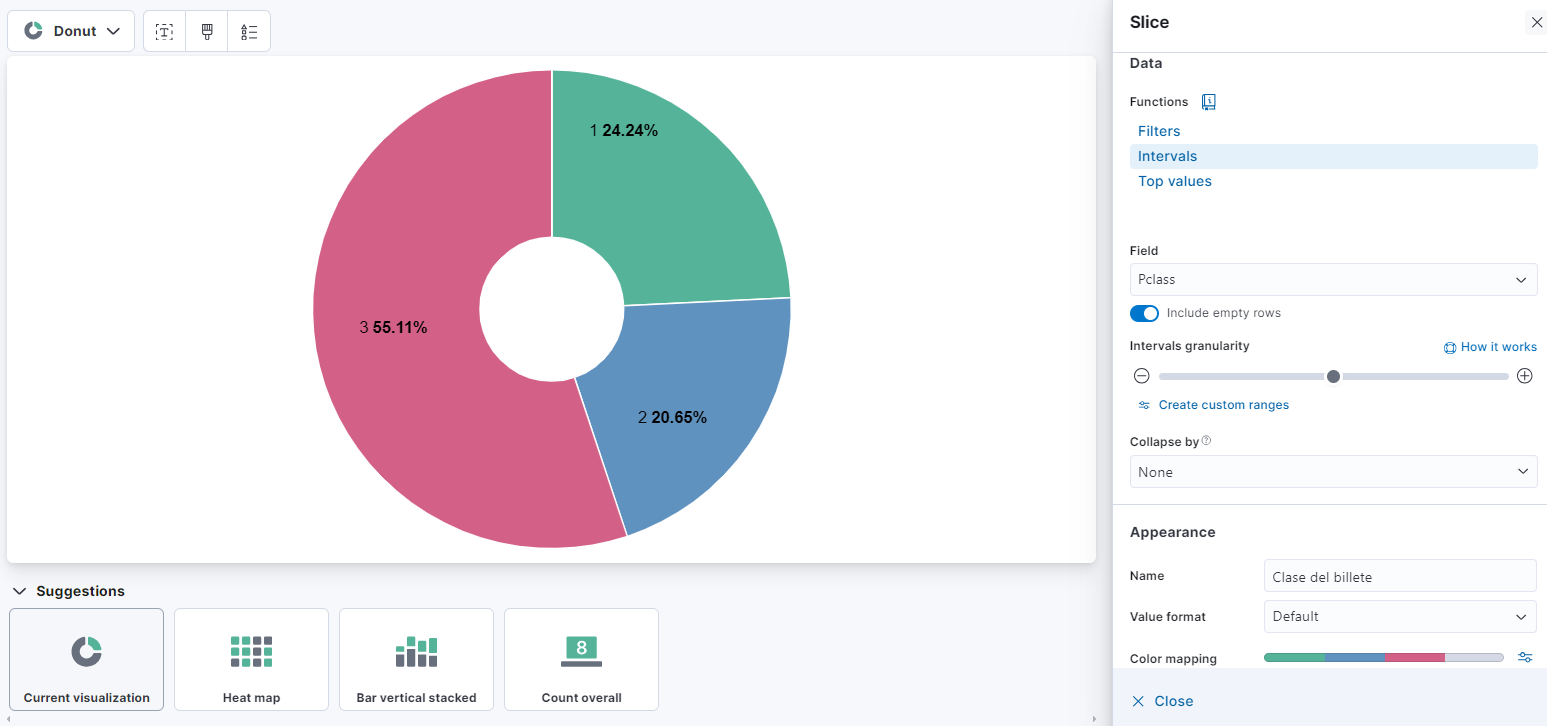 Donut
1 24.24%
3 55.11%
2 20.65%
Suggestions
Current visualization
Heat map
Bar vertical stacked
8
Count overall
Slice
Data
Functions
Filters
Intervals
Top values
Field
Pclass
Include empty rows
Intervals granularity
How it works
Create custom ranges
Collapse by
None
Appearance
Name
Clase del billete
Value format
Default
Color mapping
Close